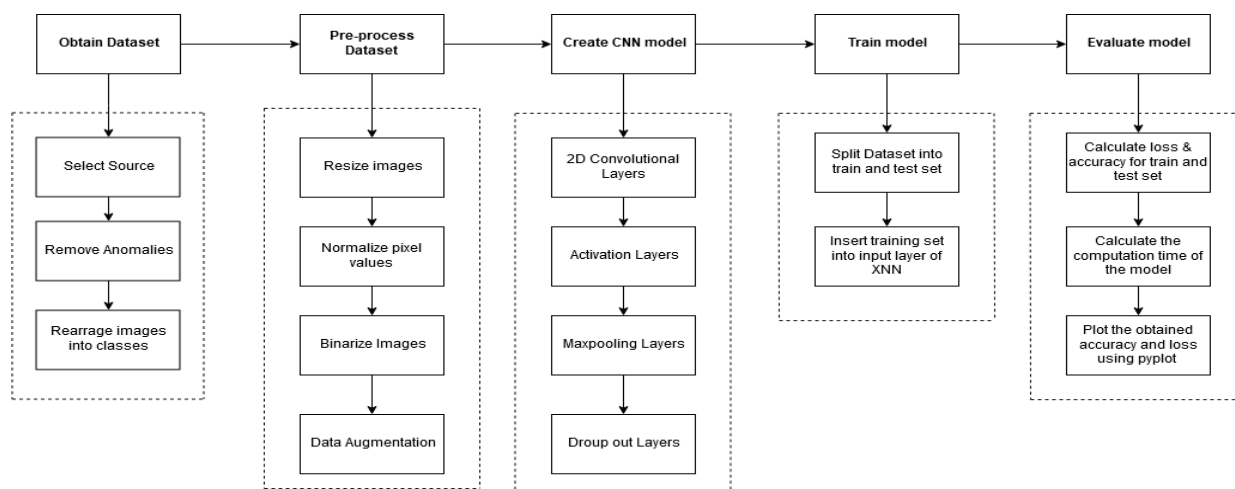 Obtain Dataset
Pre-process
Dataset
Create CNN model
Train model
Evaluate model
Select Source
Remove Anomalies
Rearrage images
into classes
Resize images
Normalize pixel
values
Binarize Images
Data Augmentation
2D Convolutional
Layers
Activation Layers
Maxpooling Layers
Droup out Layers
Split Dataset into
train and test set
Insert training set
into input layer of
XNN
Calculate loss &
accuracy for train and
test set
Calculate the
computation time of
the model
Plot the obtained
accuracy and loss
using pyplot